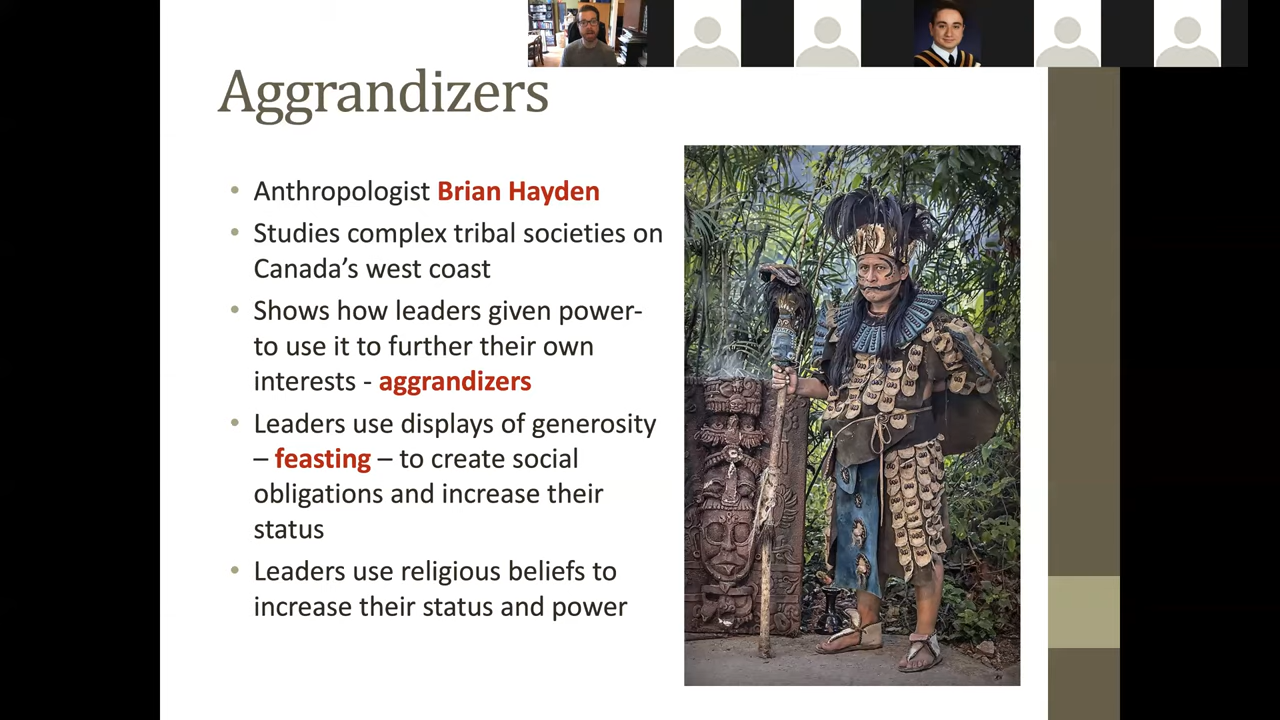 Aggrandizers
• Anthropologist Brian Hayden
• Studies complex tribal societies on
Canada's west coast
• Shows how leaders given power-
to use it to further their own
interests - aggrandizers
• Leaders use displays of generosity
– feasting – to create social
obligations and increase their
status
• Leaders use religious beliefs to
increase their status and power